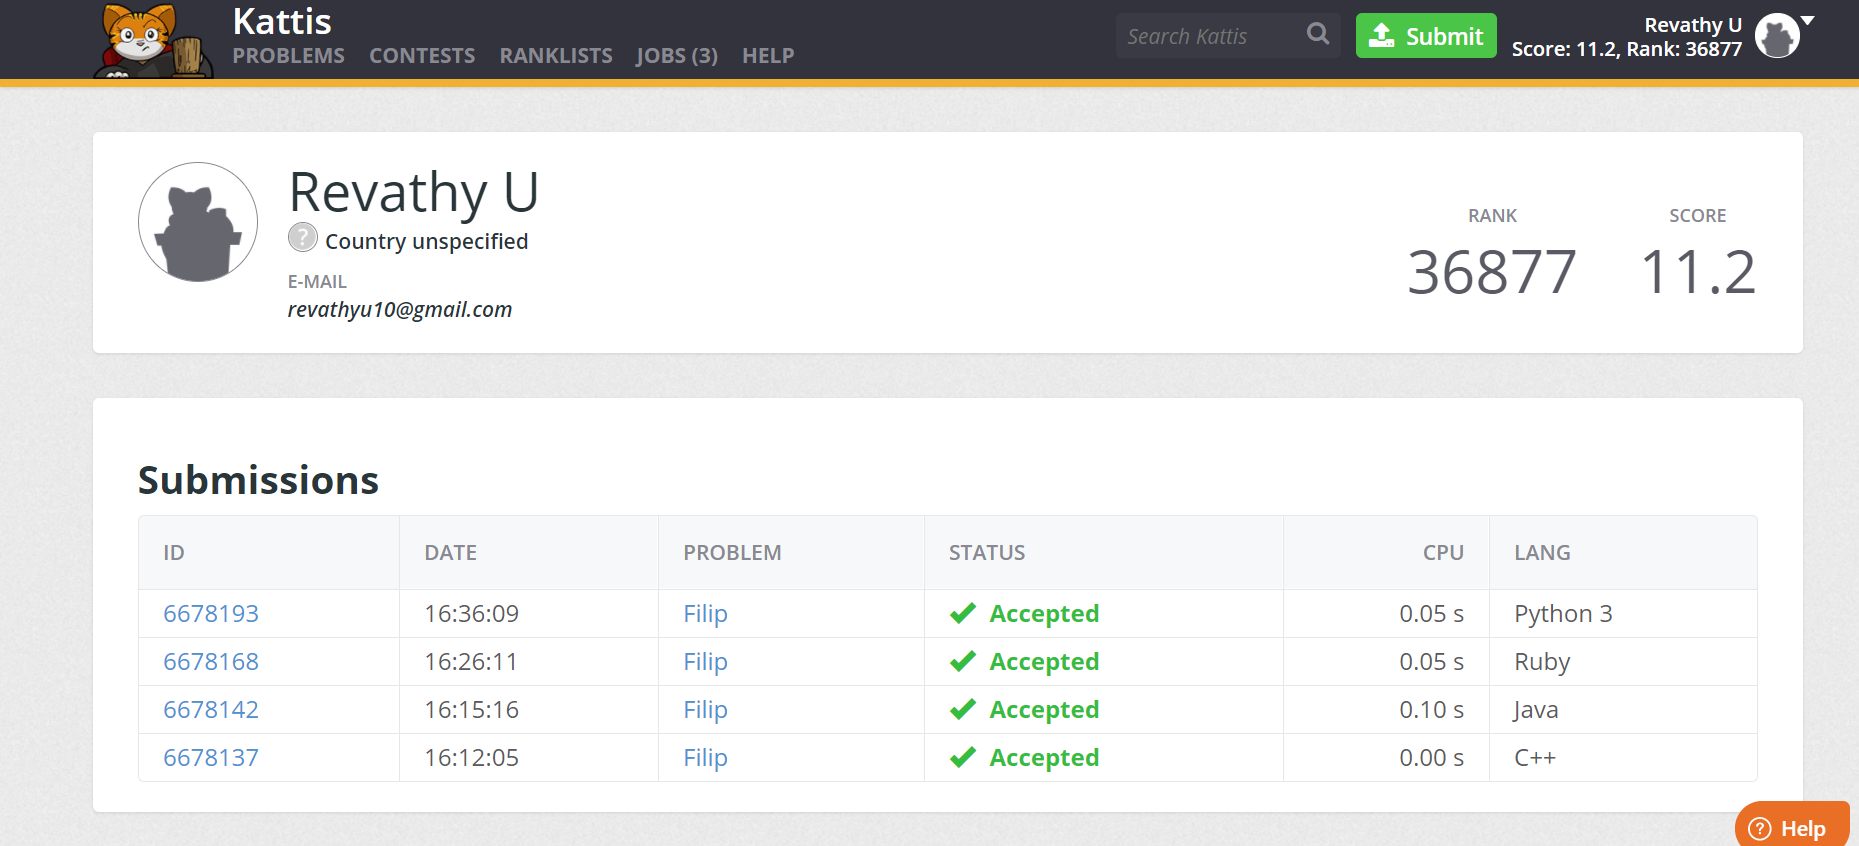 Kattis
PROBLEMS CONTESTS RANKLISTS JOBS (3) HELP
Search Kattis
Submit
Revathy U
Score: 11.2, Rank: 36877
Revathy U
? Country unspecified
E-MAIL
revathyu10@gmail.com
RANK SCORE
36877 11.2
Submissions
ID DATE PROBLEM STATUS CPU LANG
6678193 16:36:09 Filip Accepted 0.05 s Python 3
6678168 16:26:11 Filip Accepted 0.05 s Ruby
6678142 16:15:16 Filip Accepted 0.10 s Java
6678137 16:12:05 Filip Accepted 0.00 s C++
? Help